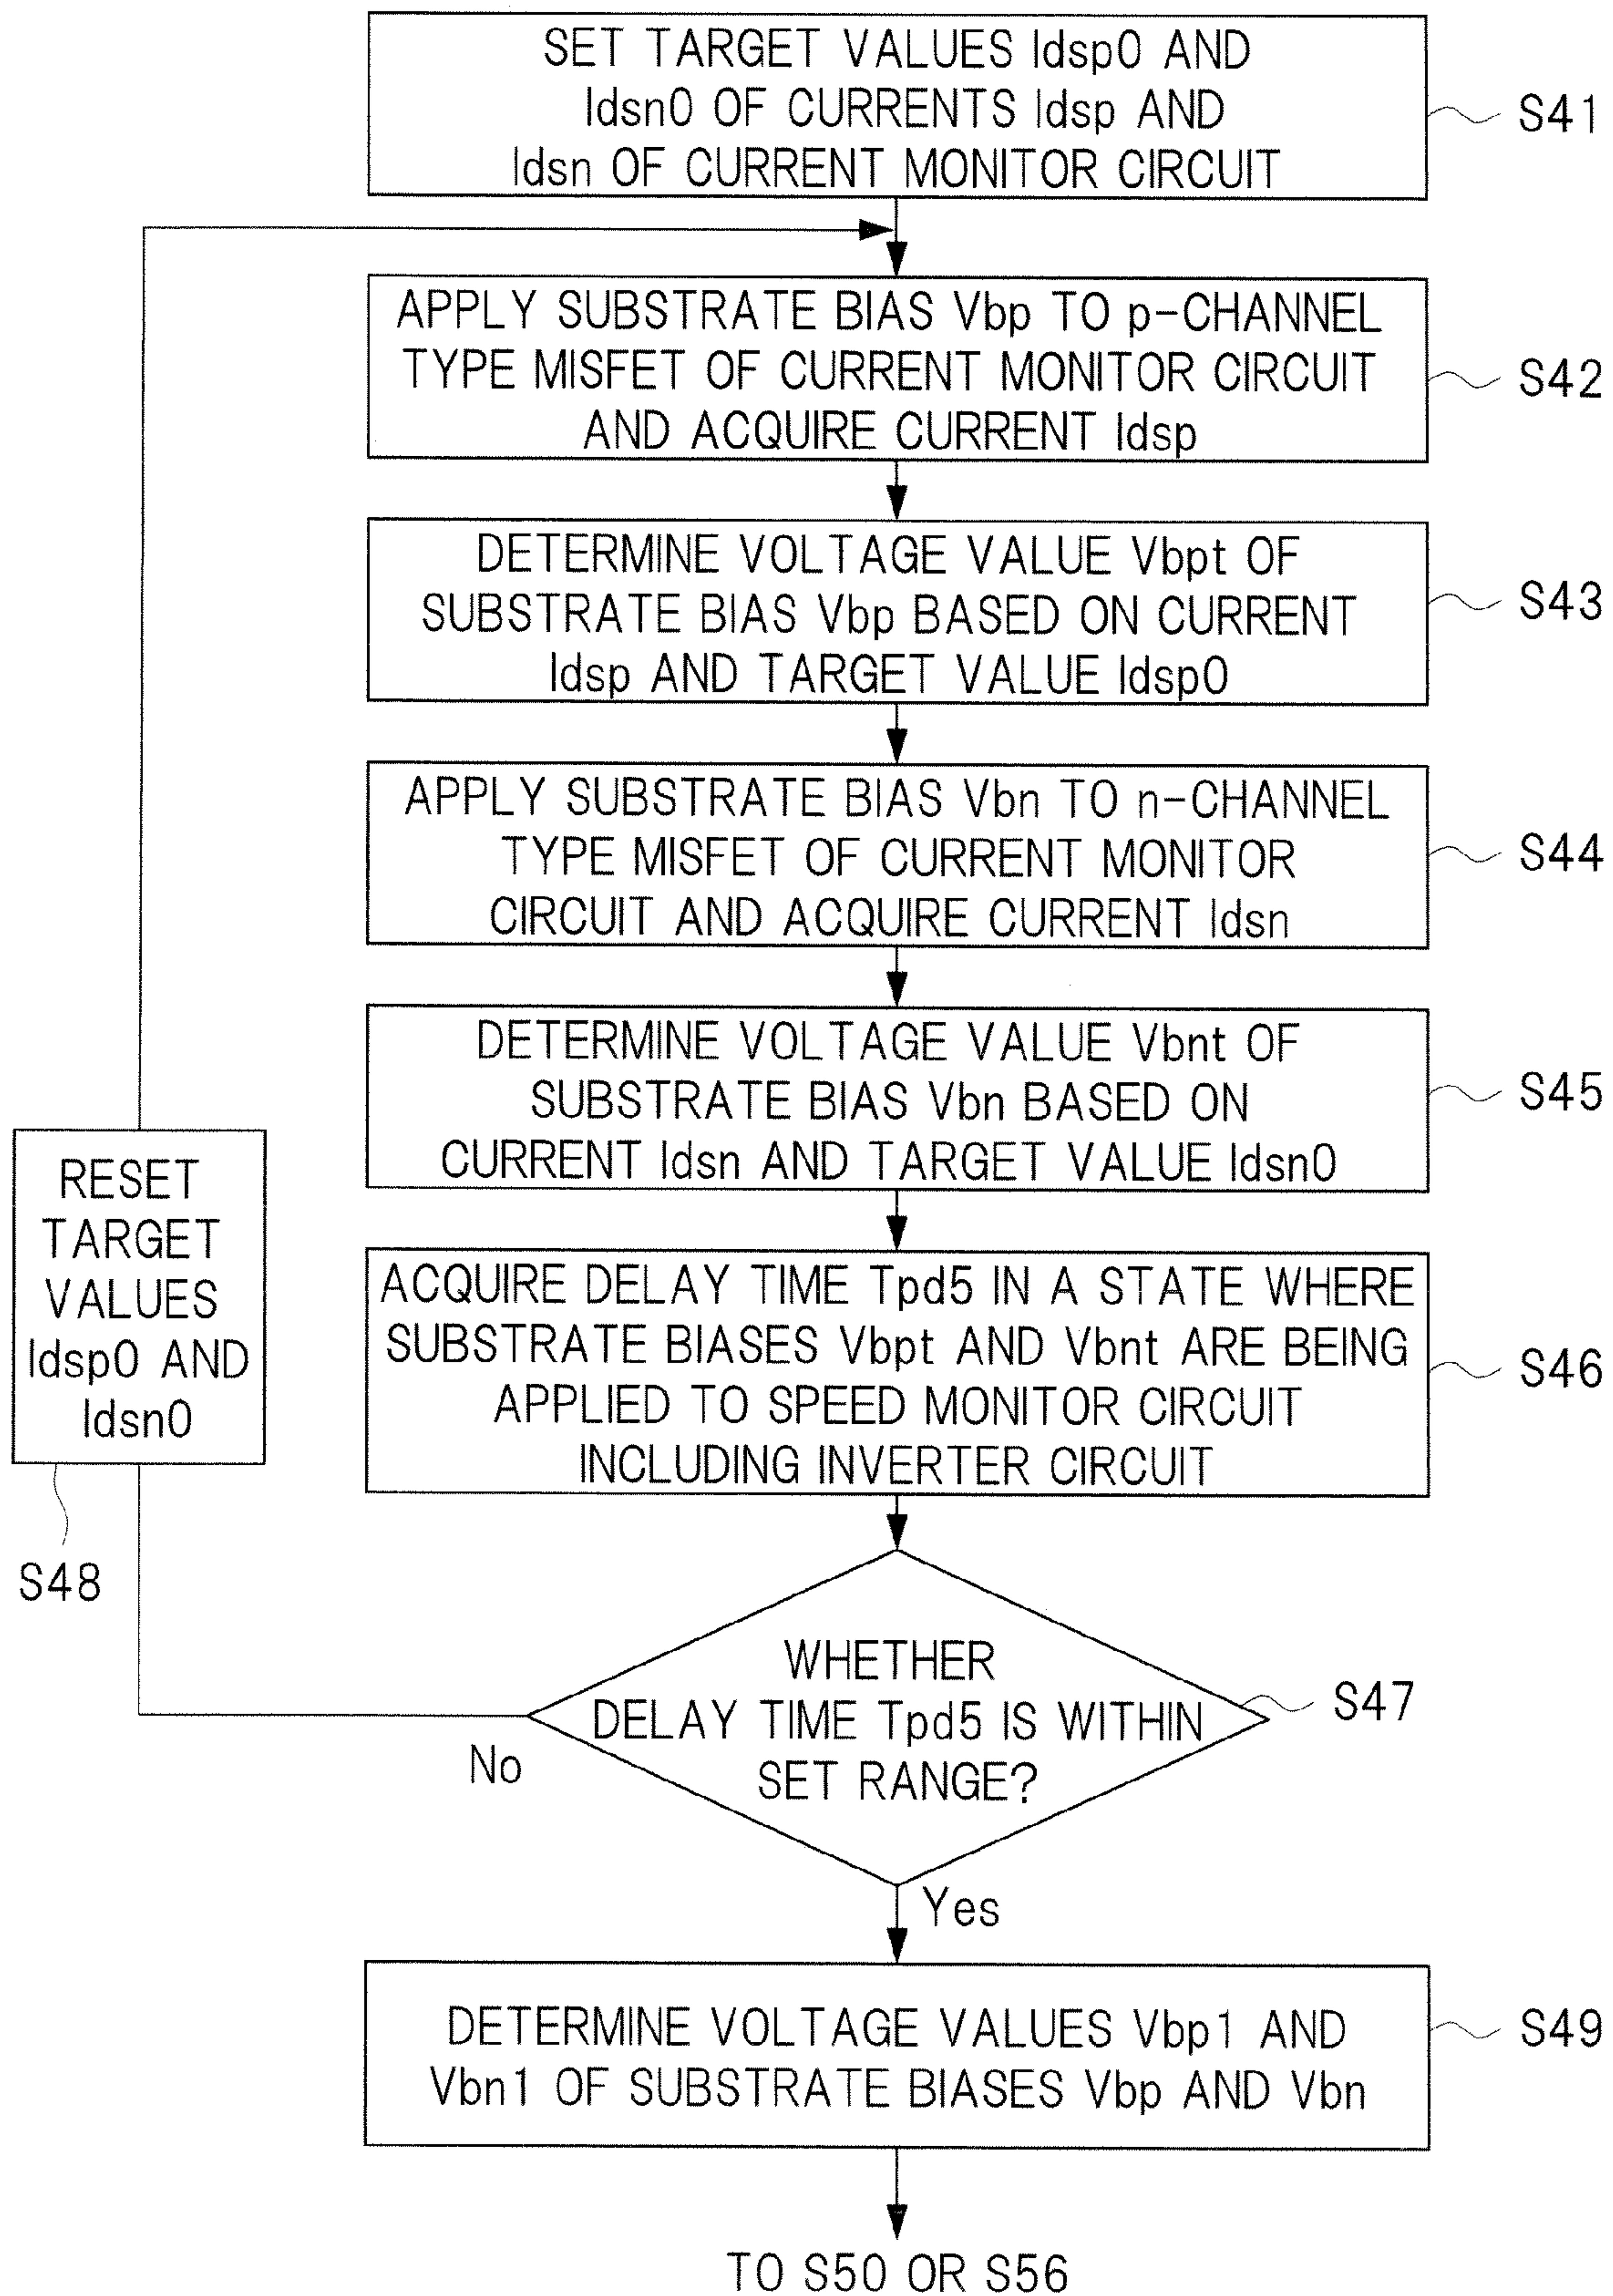 SET TARGET VALUES Idsp0 AND
Idsn0 OF CURRENTS Idsp AND
Idsn OF CURRENT MONITOR CIRCUIT
S41
APPLY SUBSTRATE BIAS Vbp TO p-CHANNEL
TYPE MISFET OF CURRENT MONITOR CIRCUIT
AND ACQUIRE CURRENT Idsp
S42
DETERMINE VOLTAGE VALUE Vbpt OF
SUBSTRATE BIAS Vbp BASED ON CURRENT
Idsp AND TARGET VALUE Idsp0
S43
APPLY SUBSTRATE BIAS Vbn TO n-CHANNEL
TYPE MISFET OF CURRENT MONITOR
CIRCUIT AND ACQUIRE CURRENT Idsn
S44
DETERMINE VOLTAGE VALUE Vbnt OF
SUBSTRATE BIAS Vbn BASED ON
CURRENT Idsn AND TARGET VALUE Idsn0
S45
ACQUIRE DELAY TIME Tpd5 IN A STATE WHERE
SUBSTRATE BIASES Vbpt AND Vbnt ARE BEING
APPLIED TO SPEED MONITOR CIRCUIT
INCLUDING INVERTER CIRCUIT
S46
WHETHER
DELAY TIME Tpd5 IS WITHIN
SET RANGE?
S47
No
RESET
TARGET
VALUES
Idsp0 AND
Idsn0
S48
Yes
DETERMINE VOLTAGE VALUES Vbp1 AND
Vbn1 OF SUBSTRATE BIASES Vbp AND Vbn
S49
TO S50 OR S56